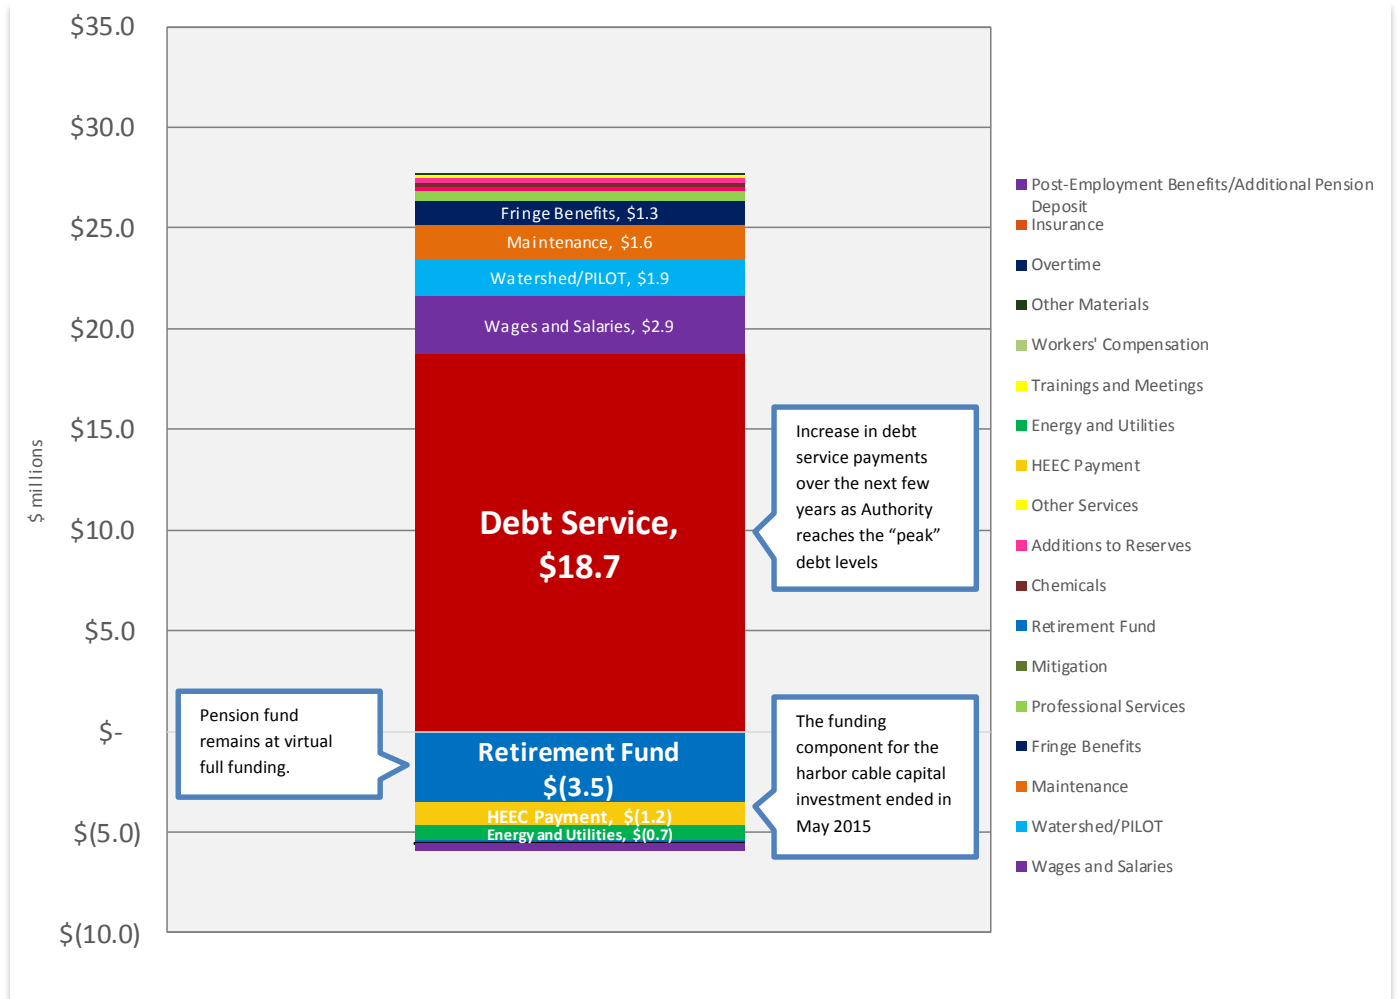 $35.0
$30.0
$25.0
$20.0
$15.0
$10.0
$5.0
$-
$(5.0)
$(10.0)
$ millions
Fringe Benefits, $1.3
Maintenance, $1.6
Watershed/PILOT, $1.9
Wages and Salaries, $2.9
Debt Service,
$18.7
Retirement Fund
$(3.5)
HEEC Payment, $(1.2)
Energy and Utilities, $(0.7)
Increase in debt
service payments
over the next few
years as Authority
reaches the “peak”
debt levels
Pension fund
remains at virtual
full funding.
The funding
component for the
harbor cable capital
investment ended in
May 2015
Post-Employment Benefits/Additional Pension
Deposit
Insurance
Overtime
Other Materials
Workers' Compensation
Trainings and Meetings
Energy and Utilities
HEEC Payment
Other Services
Additions to Reserves
Chemicals
Retirement Fund
Mitigation
Professional Services
Fringe Benefits
Maintenance
Watershed/PILOT
Wages and Salaries